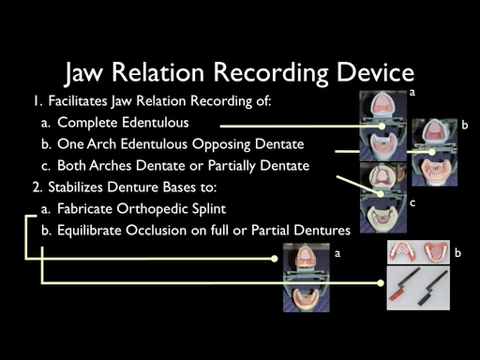 Jaw Relation Recording Device
1. Facilitates Jaw Relation Recording of:
a. Complete Edentulous
b. One Arch Edentulous Opposing Dentate
c. Both Arches Dentate or Partially Dentate
2. Stabilizes Denture Bases to:
a. Fabricate Orthopedic Splint
b. Equilibrate Occlusion on full or Partial Dentures
a
b
c
a
b